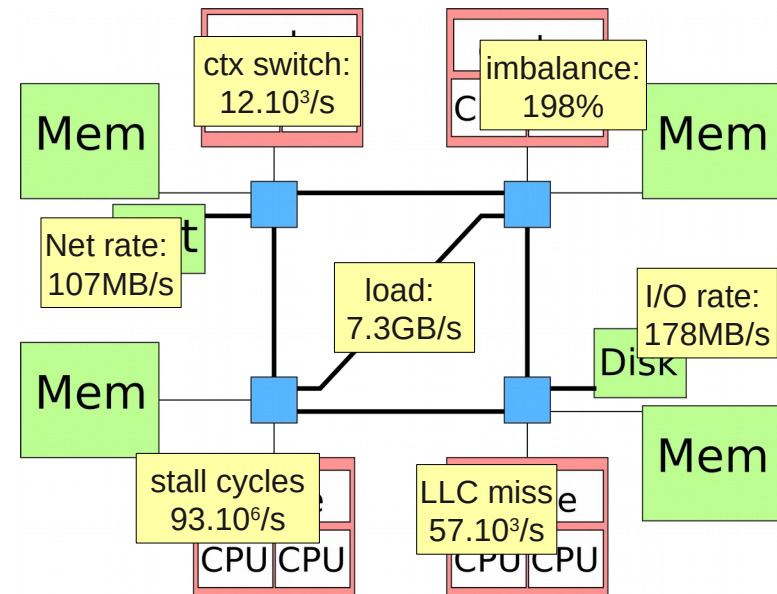 ctx switch:
12.10³/s
imbalance:
198%
C
Mem
Mem
Net rate:
107MB/s
t
load:
7.3GB/s
I/O rate:
178MB/s
Disk
Mem
Mem
stall cycles
93.10⁶/s
e
CPU CPU
LLC miss
57.10³/s
e
CPU CPU